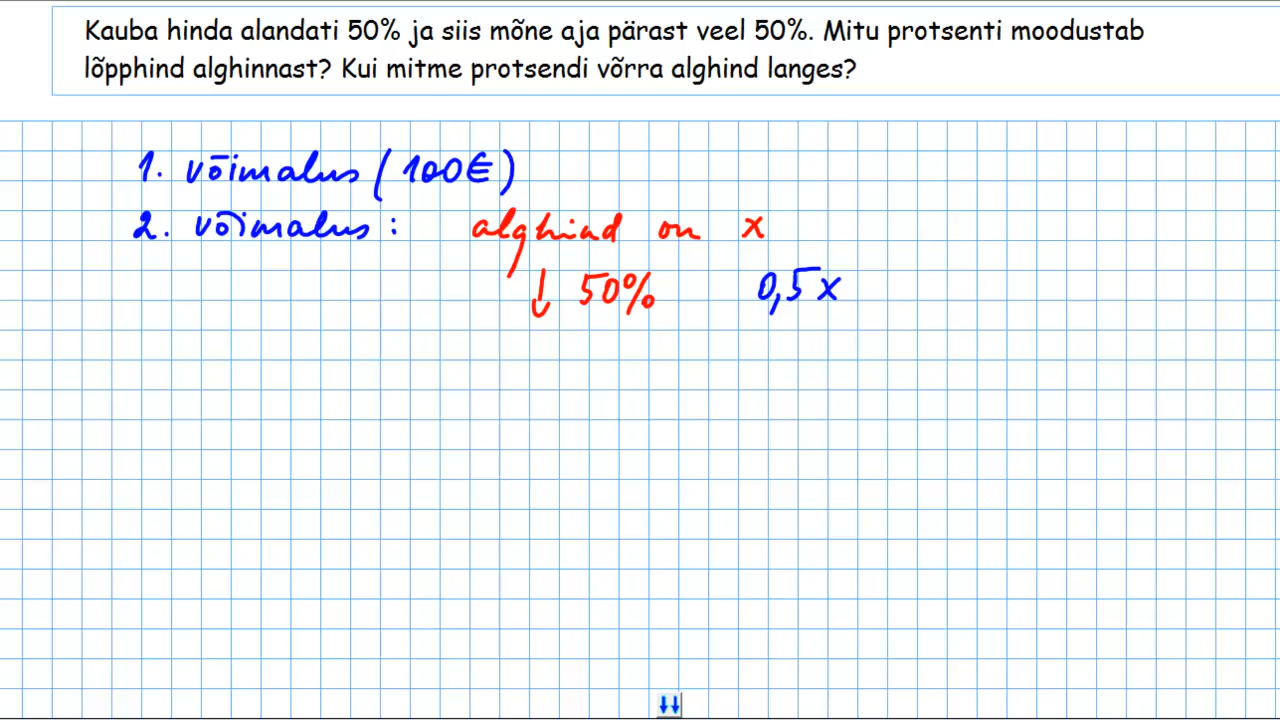 Kauba hinda alandati 50% ja siis mõne aja pärast veel 50%. Mitu protsenti moodustab
lõpphind alghinnast? Kui mitme protsendi võrra alghind langes?
1. võimalus (100€)
2. võimalus: alghind on x
↓ 50% 0,5x